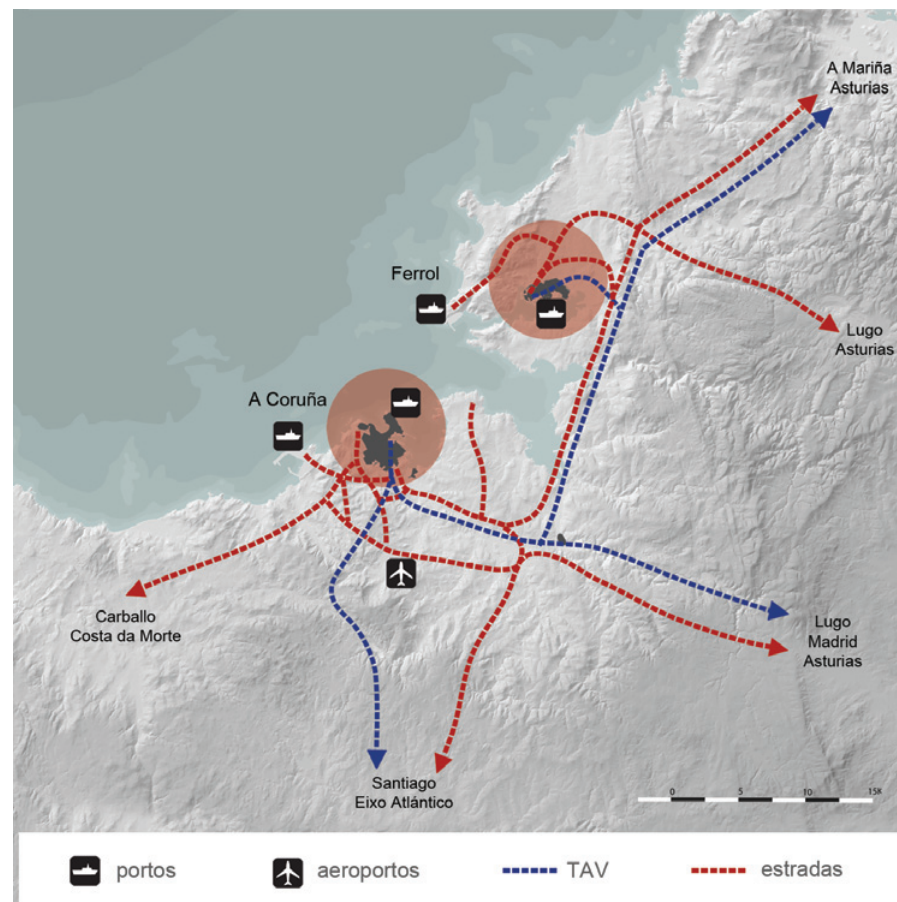 A Mariña
Asturias
Ferrol
Lugo
Asturias
A Coruña
Carballo
Costa da Morte
Lugo
Madrid
Asturias
Santiago
Eixo Atlántico
0 5 10 15K
portos
aeroportos
TAV
estradas